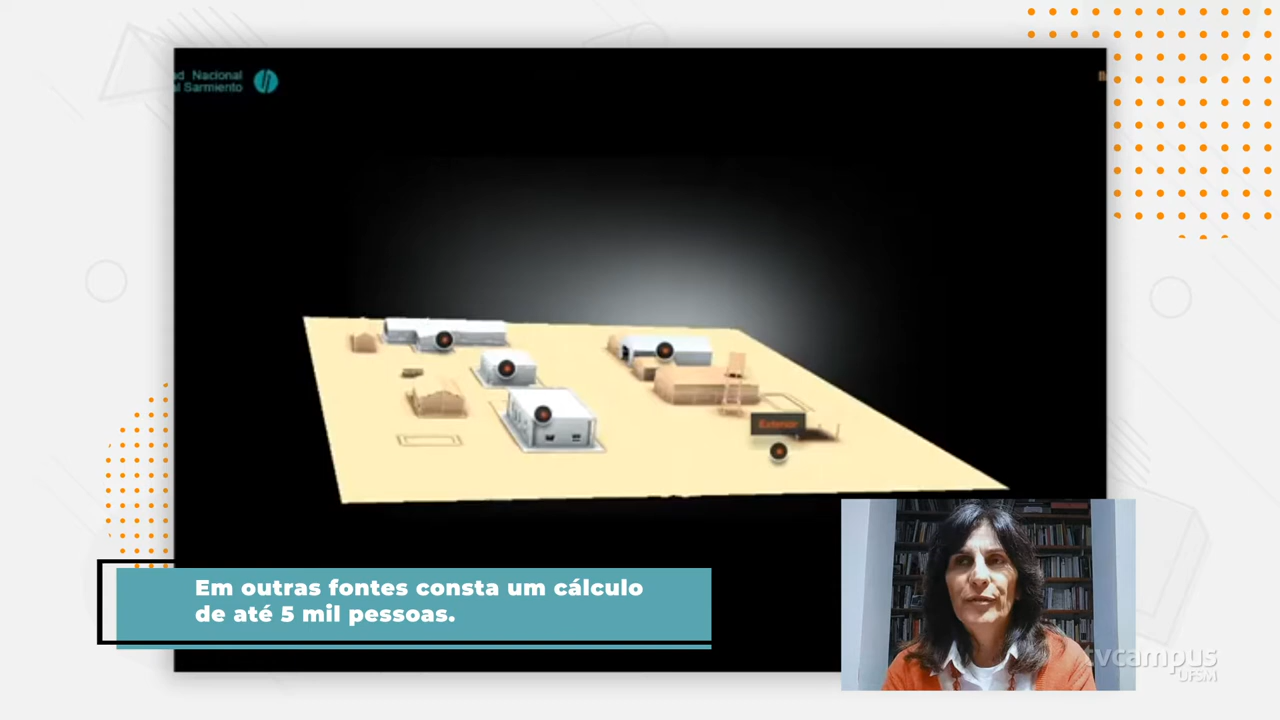 ad Nacional
al Sarmiento
Exterior
Em outras fontes consta um cálculo
de até 5 mil pessoas.
tvcampus
UFSM